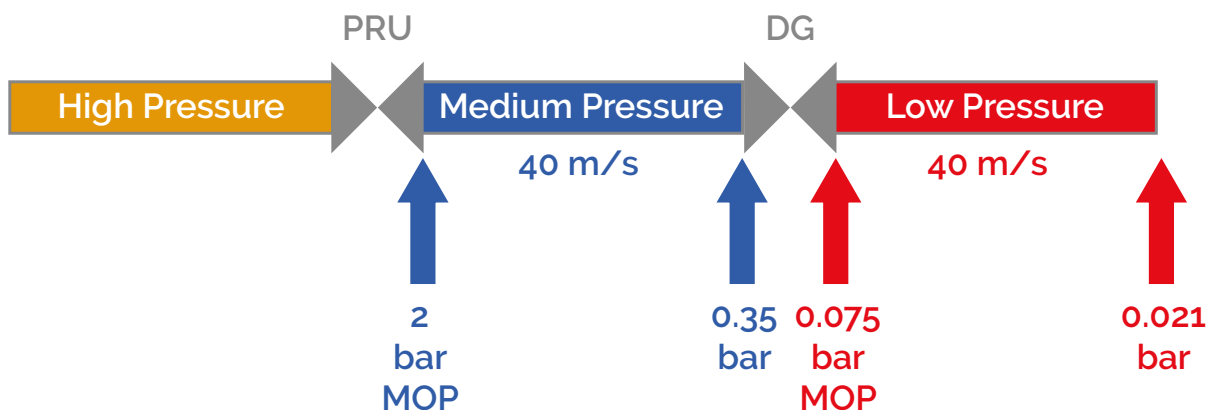 PRU
DG
High Pressure
Medium Pressure
Low Pressure
40 m/s
40 m/s
2
bar
MOP
0.35
bar
0.075
bar
MOP
0.021
bar